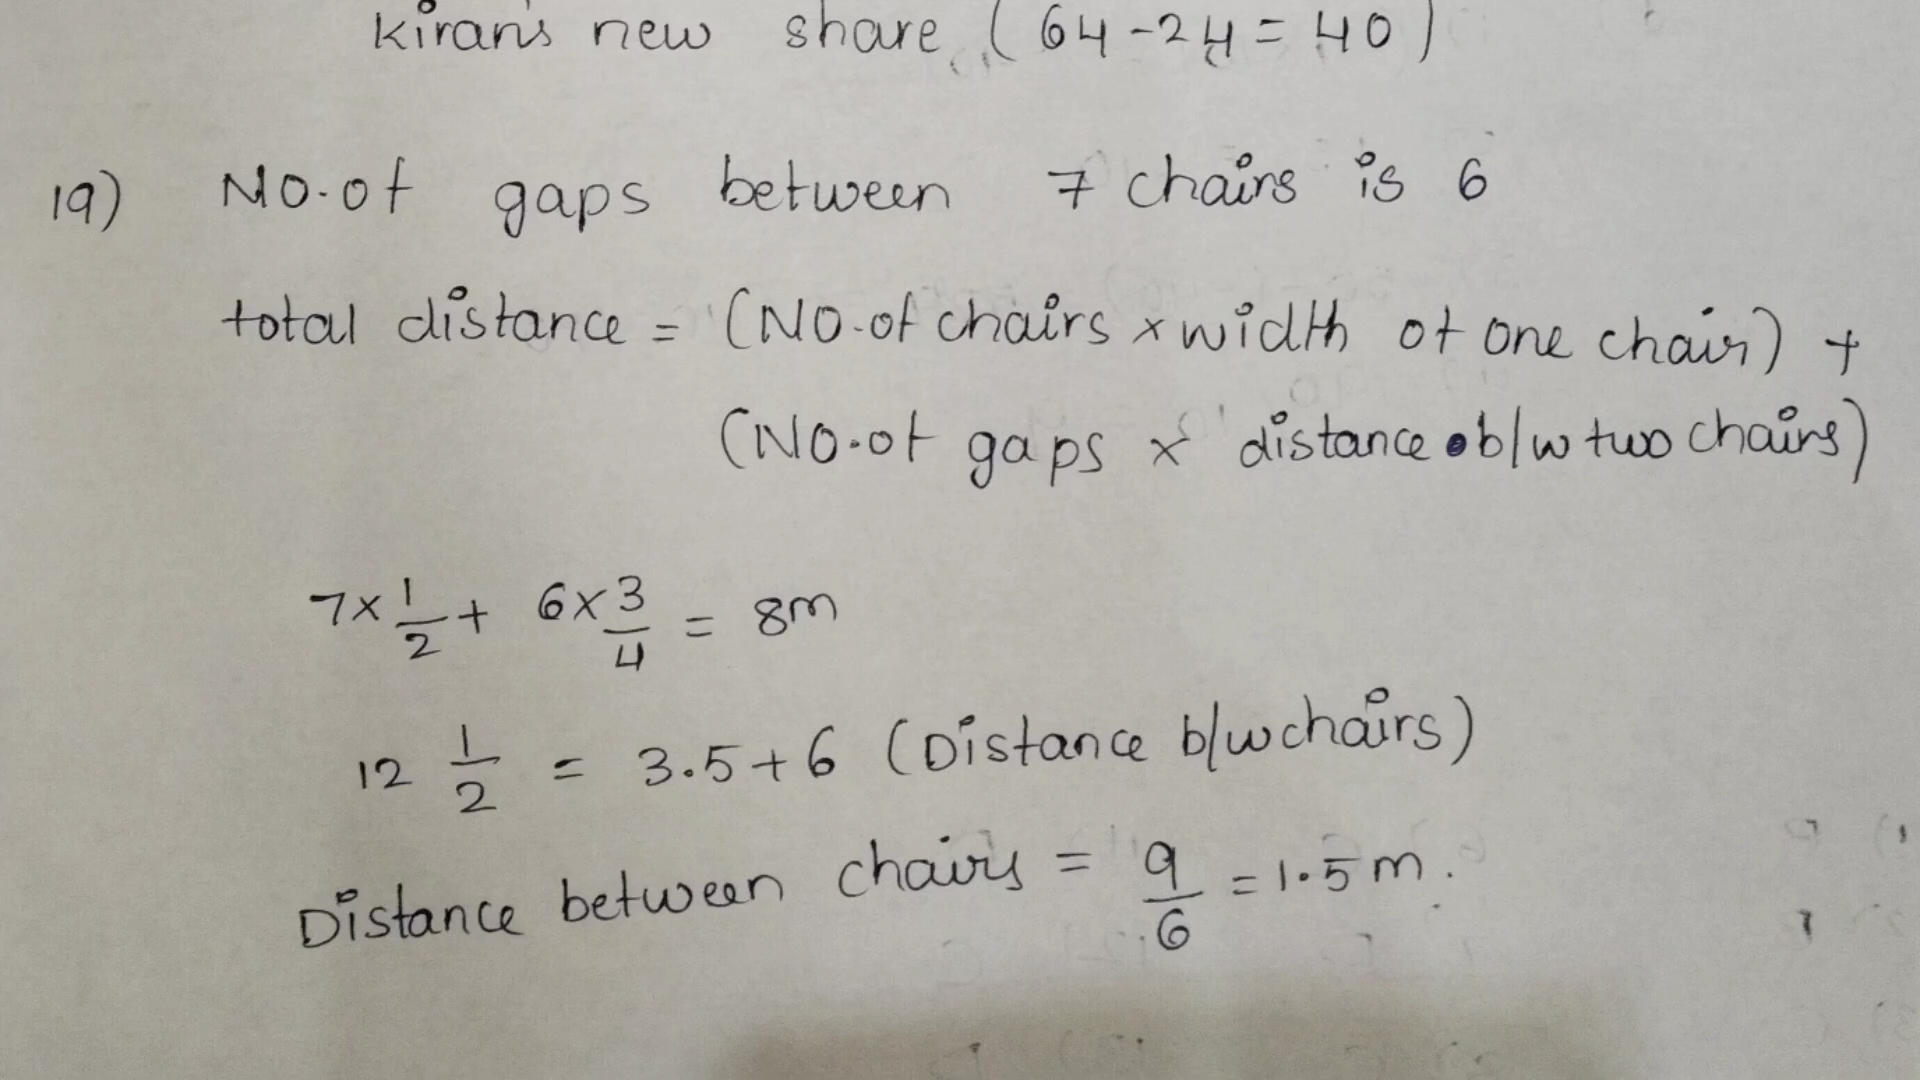 Kiran's new share (64-24=40)
19) No.of gaps between 7 chairs is 6
total distance = (No.of chairs x width of one chair) +
(No.of gaps x distance b/w two chairs)
7x1/2 + 6x3/4 = 8m
12 1/2 = 3.5+6 (Distance b/w chairs)
Distance between chairs = 9/6 = 1.5m.